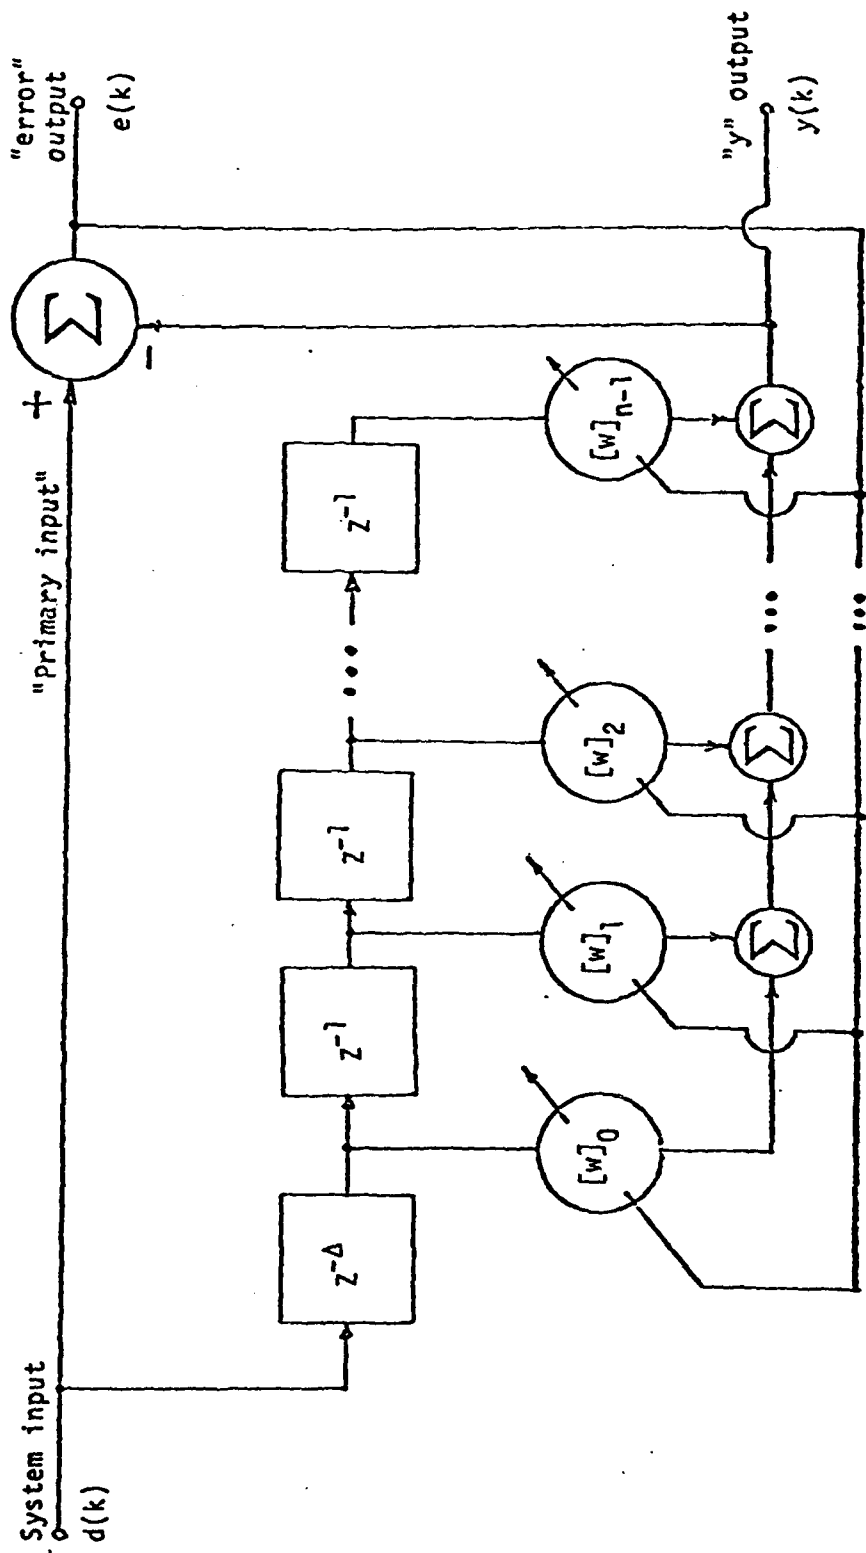 System input
d(k)
"Primary input"
+
-
Σ
"error"
output
e(k)
z⁻Δ
z⁻¹
z⁻¹
...
z⁻¹
[w]₀
[w]₁
[w]₂
[w]ₙ₋₁
Σ
Σ
...
Σ
"y" output
y(k)
...